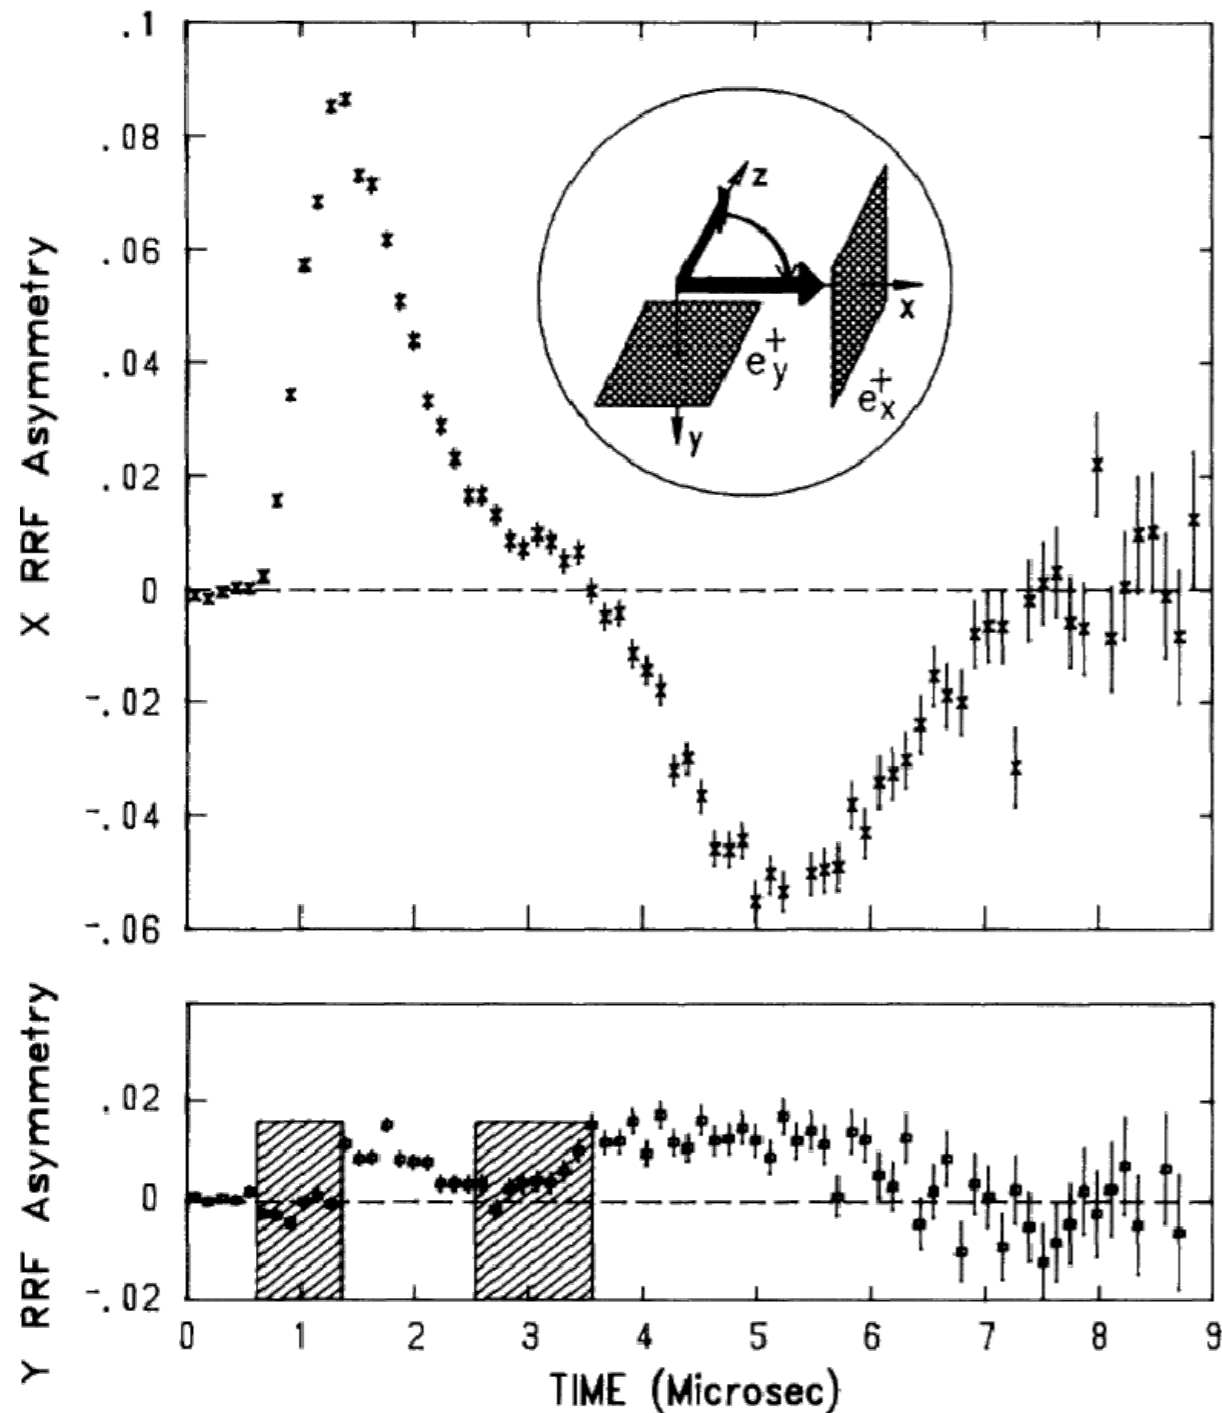 X RRF Asymmetry
.1
.08
.06
.04
.02
0
-.02
-.04
-.06
z
x
y
e+y
e+x
Y RRF Asymmetry
.02
0
-.02
0 1 2 3 4 5 6 7 8 9
TIME (Microsec)